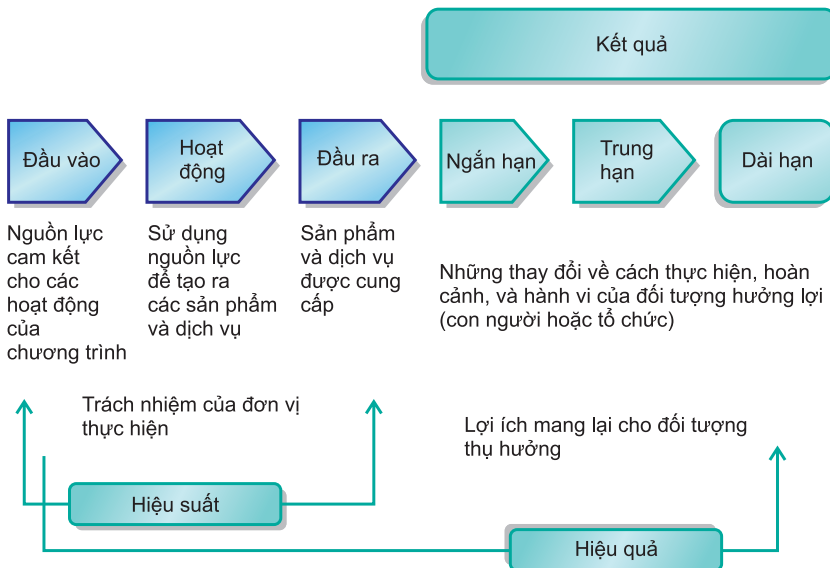 Kết quả
Đầu vào
Hoạt
động
Đầu ra
Ngắn hạn
Trung
hạn
Dài hạn
Nguồn lực
cam kết
cho các
hoạt động
của
chương trình
Sử dụng
nguồn lực
để tạo ra
các sản phẩm
và dịch vụ
Sản phẩm
và dịch vụ
được cung
cấp
Những thay đổi về cách thực hiện, hoàn
cảnh, và hành vi của đối tượng hưởng lợi
(con người hoặc tổ chức)
Trách nhiệm của đơn vị
thực hiện
Lợi ích mang lại cho đối tượng
thụ hưởng
Hiệu suất
Hiệu quả